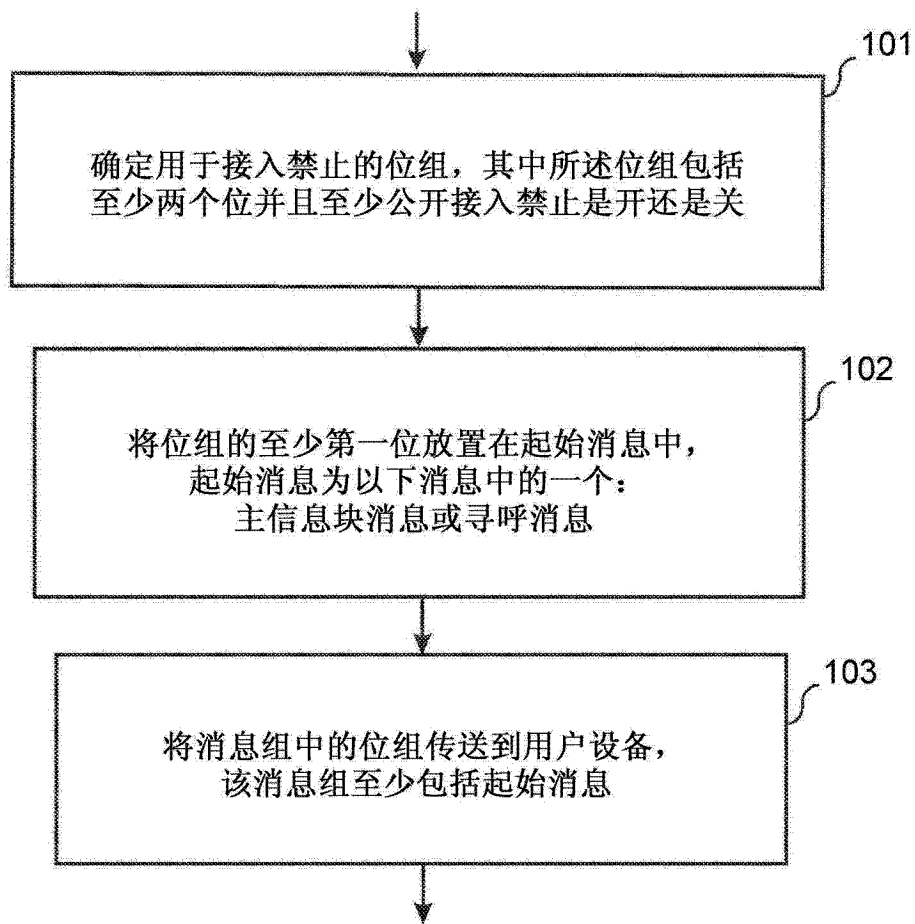 101
确定用于接入禁止的位组，其中所述位组包括
至少两个位并且至少公开接入禁止是开还是关
102
将位组的至少第一位放置在起始消息中，
起始消息为以下消息中的一个：
主信息块消息或寻呼消息
103
将消息组中的位组传送到用户设备，
该消息组至少包括起始消息